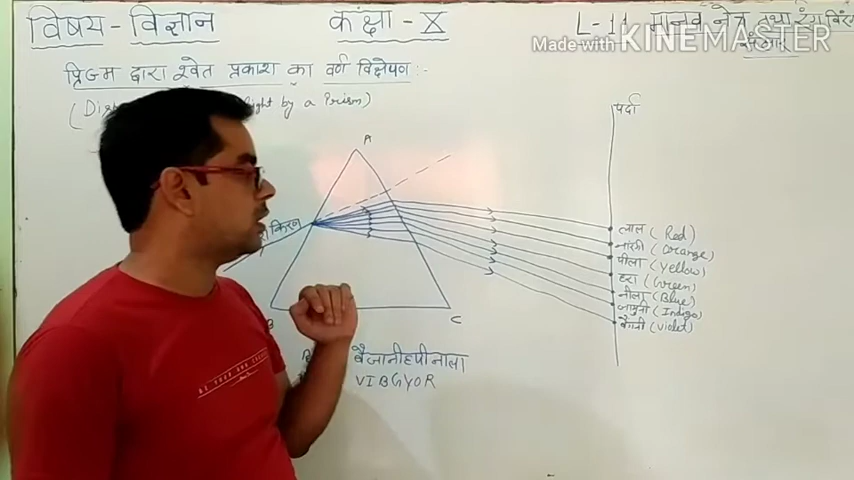 विषय - विज्ञान
कक्षा - X
L-11 मानव नेत्र तथा रंग बिरंगा
संसार
Made with KINEMASTER
प्रिज्म द्वारा श्वेत प्रकाश का वर्ण विक्षेपण :-
light by a Prism)
पर्दा
A
किरण
लाल (Red)
नारंगी (Orange)
पीला (Yellow)
हरा (Green)
नीला (Blue)
जामुनी (Indigo)
बैंगनी (Violet)
B
C
बैजानीहपीनाला
VIBGYOR